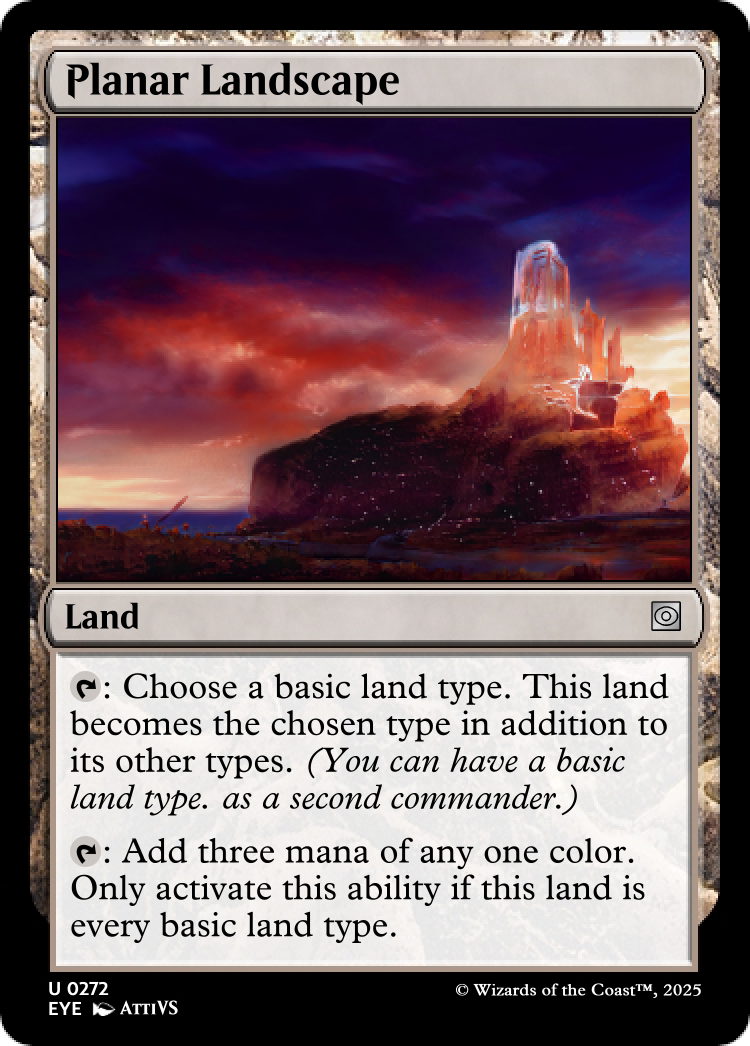 Planar Landscape
Land
: Choose a basic land type. This land
becomes the chosen type in addition to
its other types. (You can have a basic
land type. as a second commander.)
: Add three mana of any one color.
Only activate this ability if this land is
every basic land type.
U 0272
EYE AttiVS
© Wizards of the Coast™, 2025